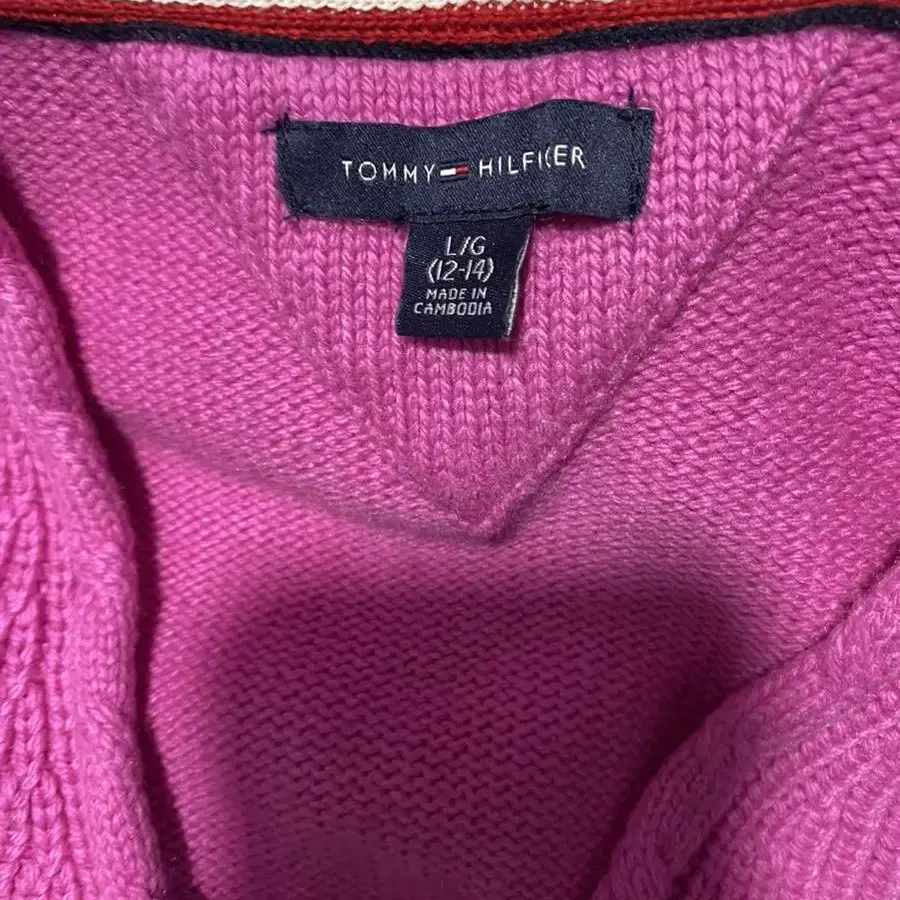 TOMMY HILFIGER
L/G
(12-14)
MADE IN
CAMBODIA